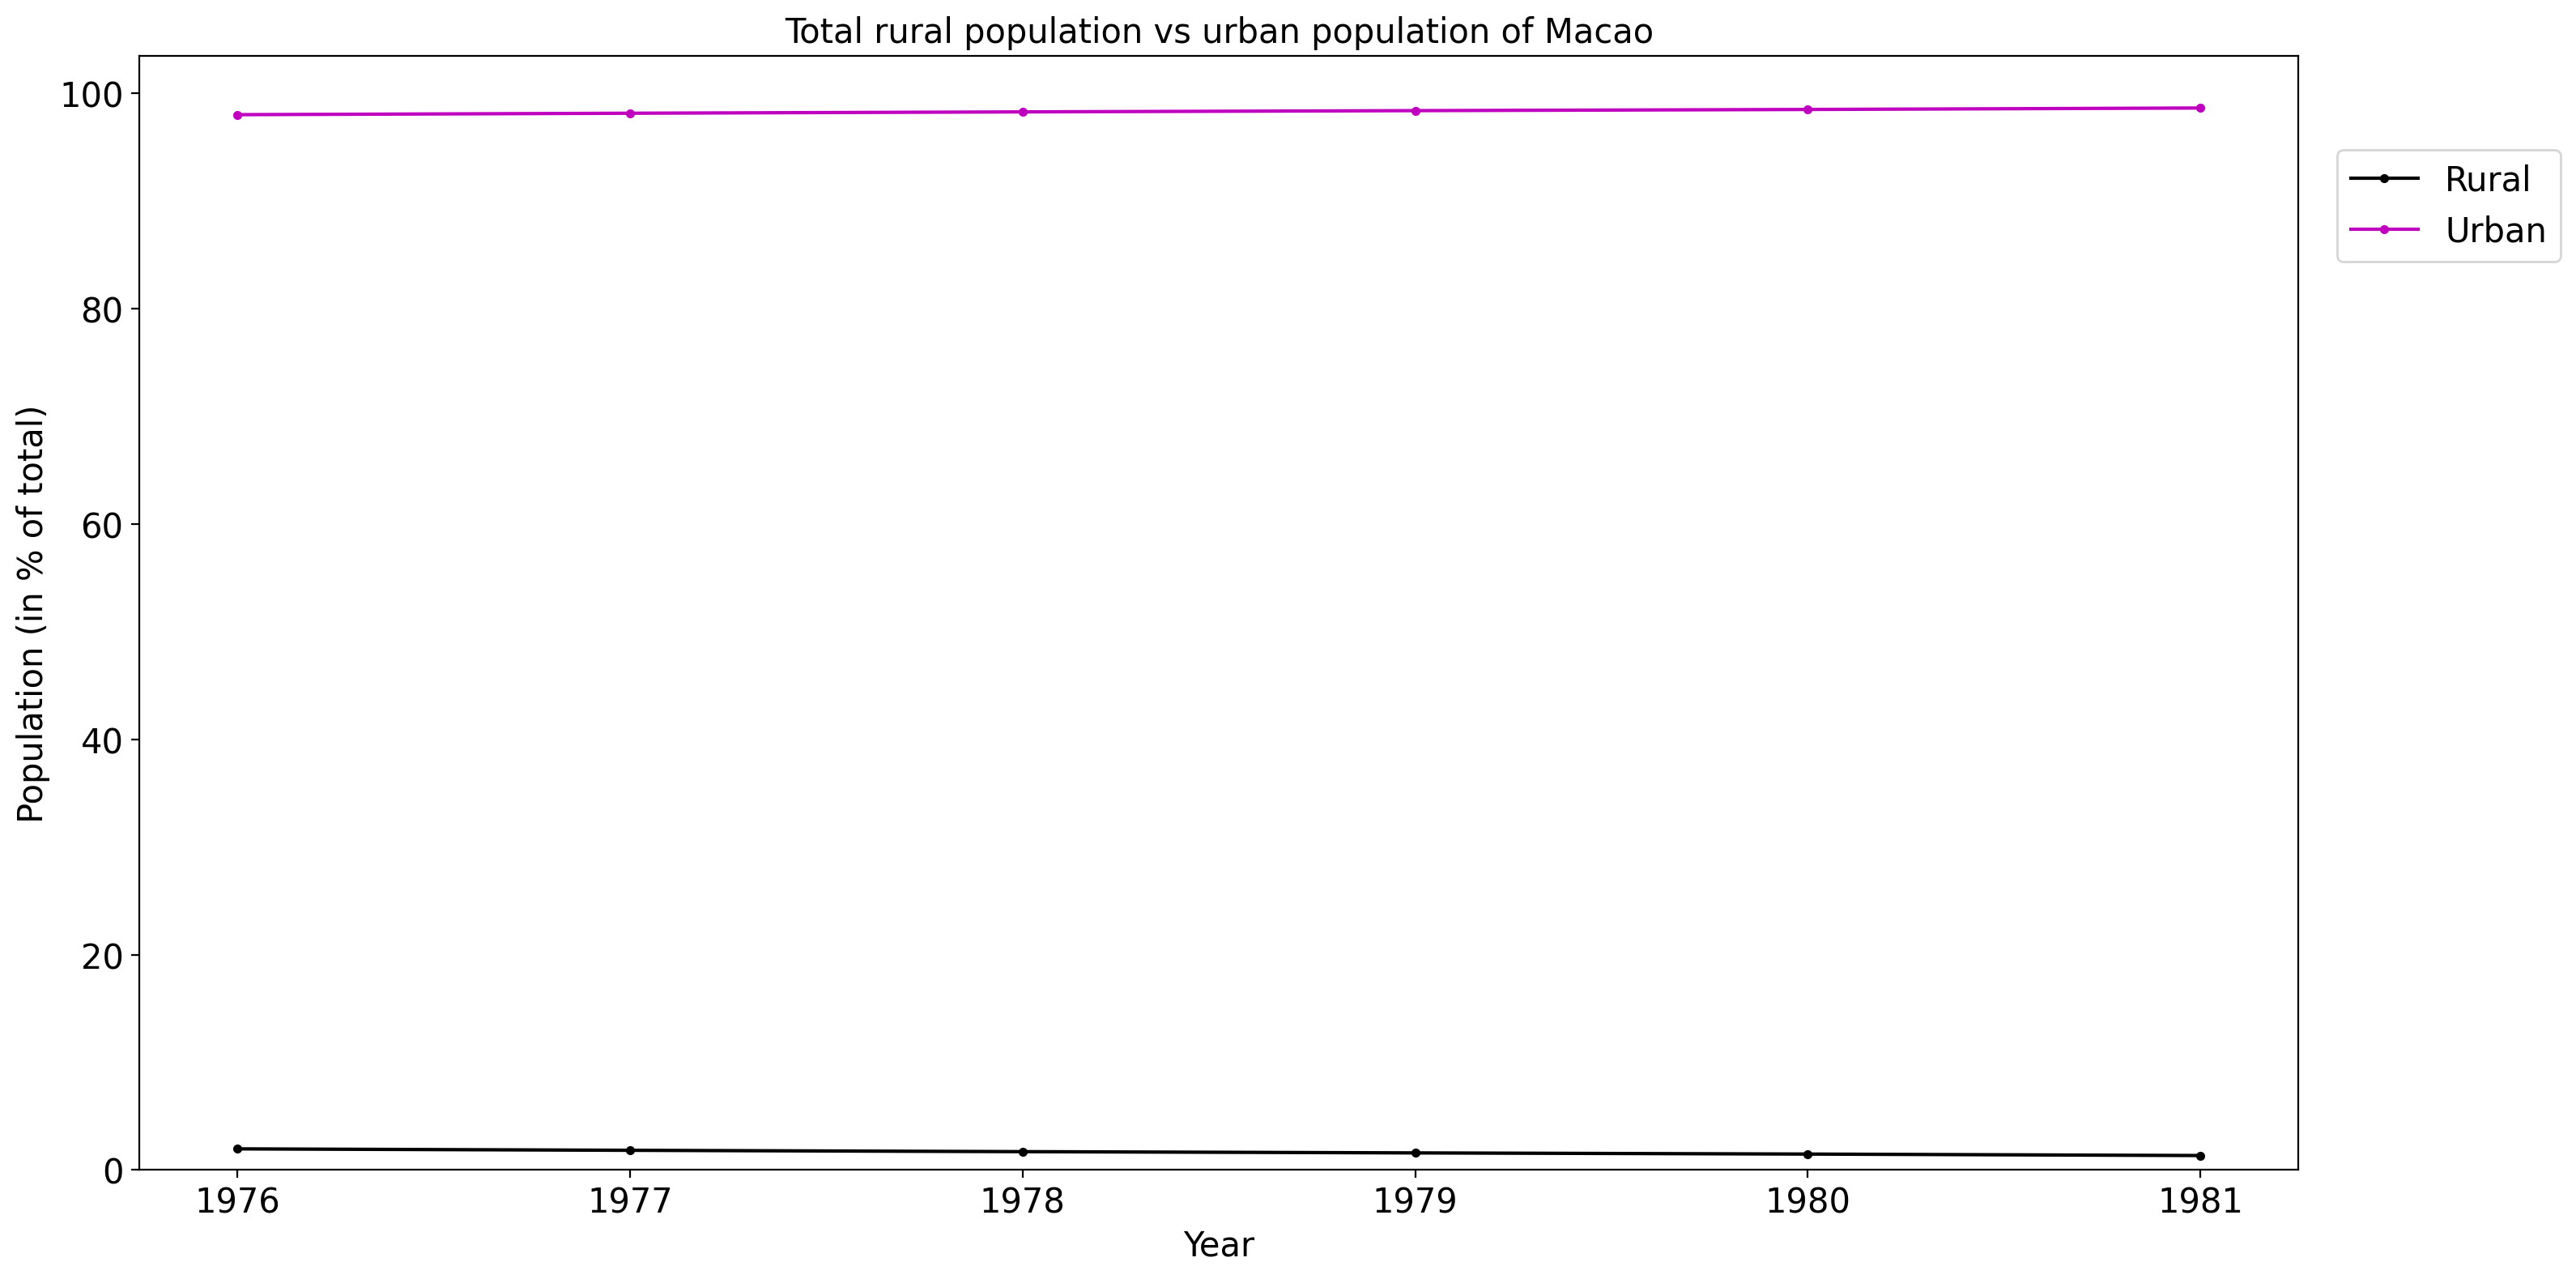 Total rural population vs urban population of Macao
100
80
60
40
20
0
Population (in % of total)
1976 1977 1978 1979 1980 1981
Year
Rural
Urban